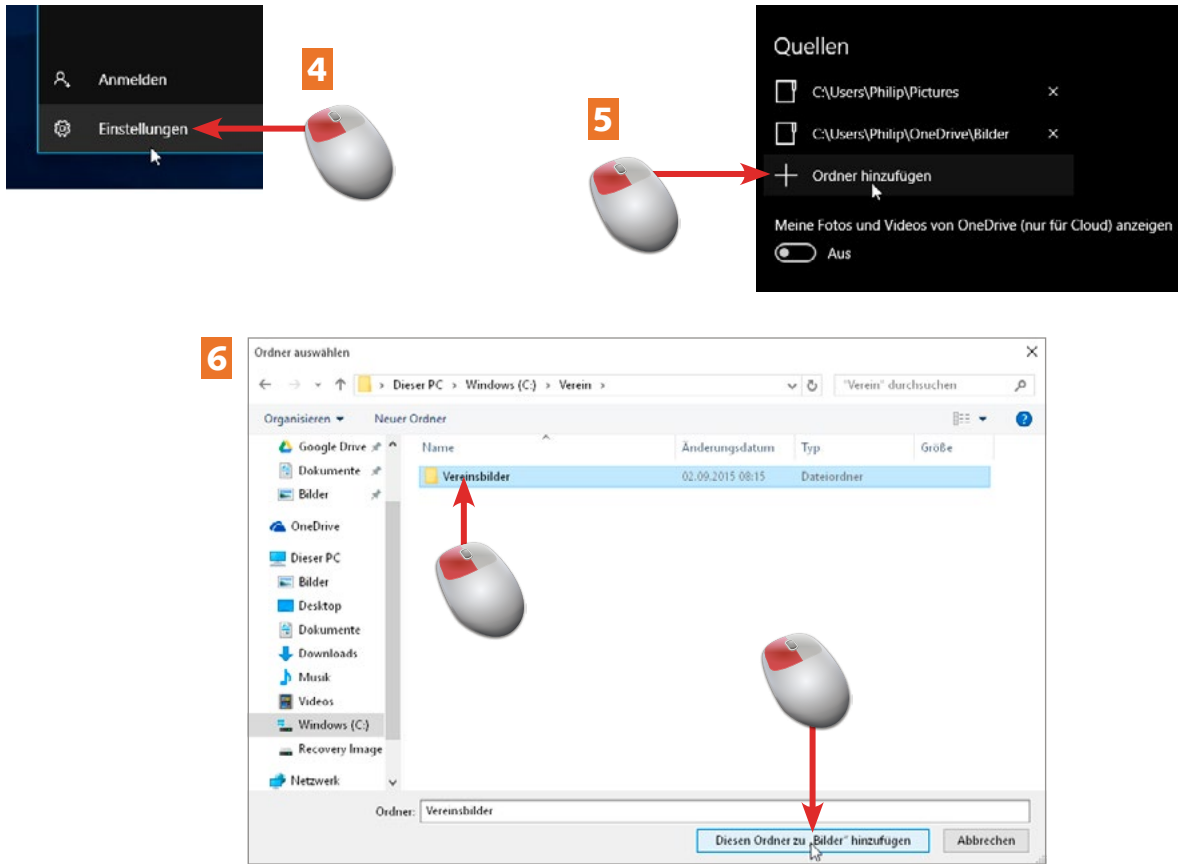 4
Anmelden
Einstellungen
5
Quellen
C:\Users\Philip\Pictures
C:\Users\Philip\OneDrive\Bilder
Ordner hinzufügen
Meine Fotos und Videos von OneDrive (nur für Cloud) anzeigen
Aus
6
Ordner auswählen
Dieser PC > Windows (C:) > Verein >
"Verein" durchsuchen
Organisieren Neuer Ordner
Name Änderungsdatum Typ Größe
Vereinsbilder 02.09.2015 08:15 Dateiordner
Google Drive
Dokumente
Bilder
OneDrive
Dieser PC
Bilder
Desktop
Dokumente
Downloads
Musik
Videos
Windows (C:)
Recovery Image
Netzwerk
Ordner: Vereinsbilder
Diesen Ordner zu „Bilder“ hinzufügen Abbrechen